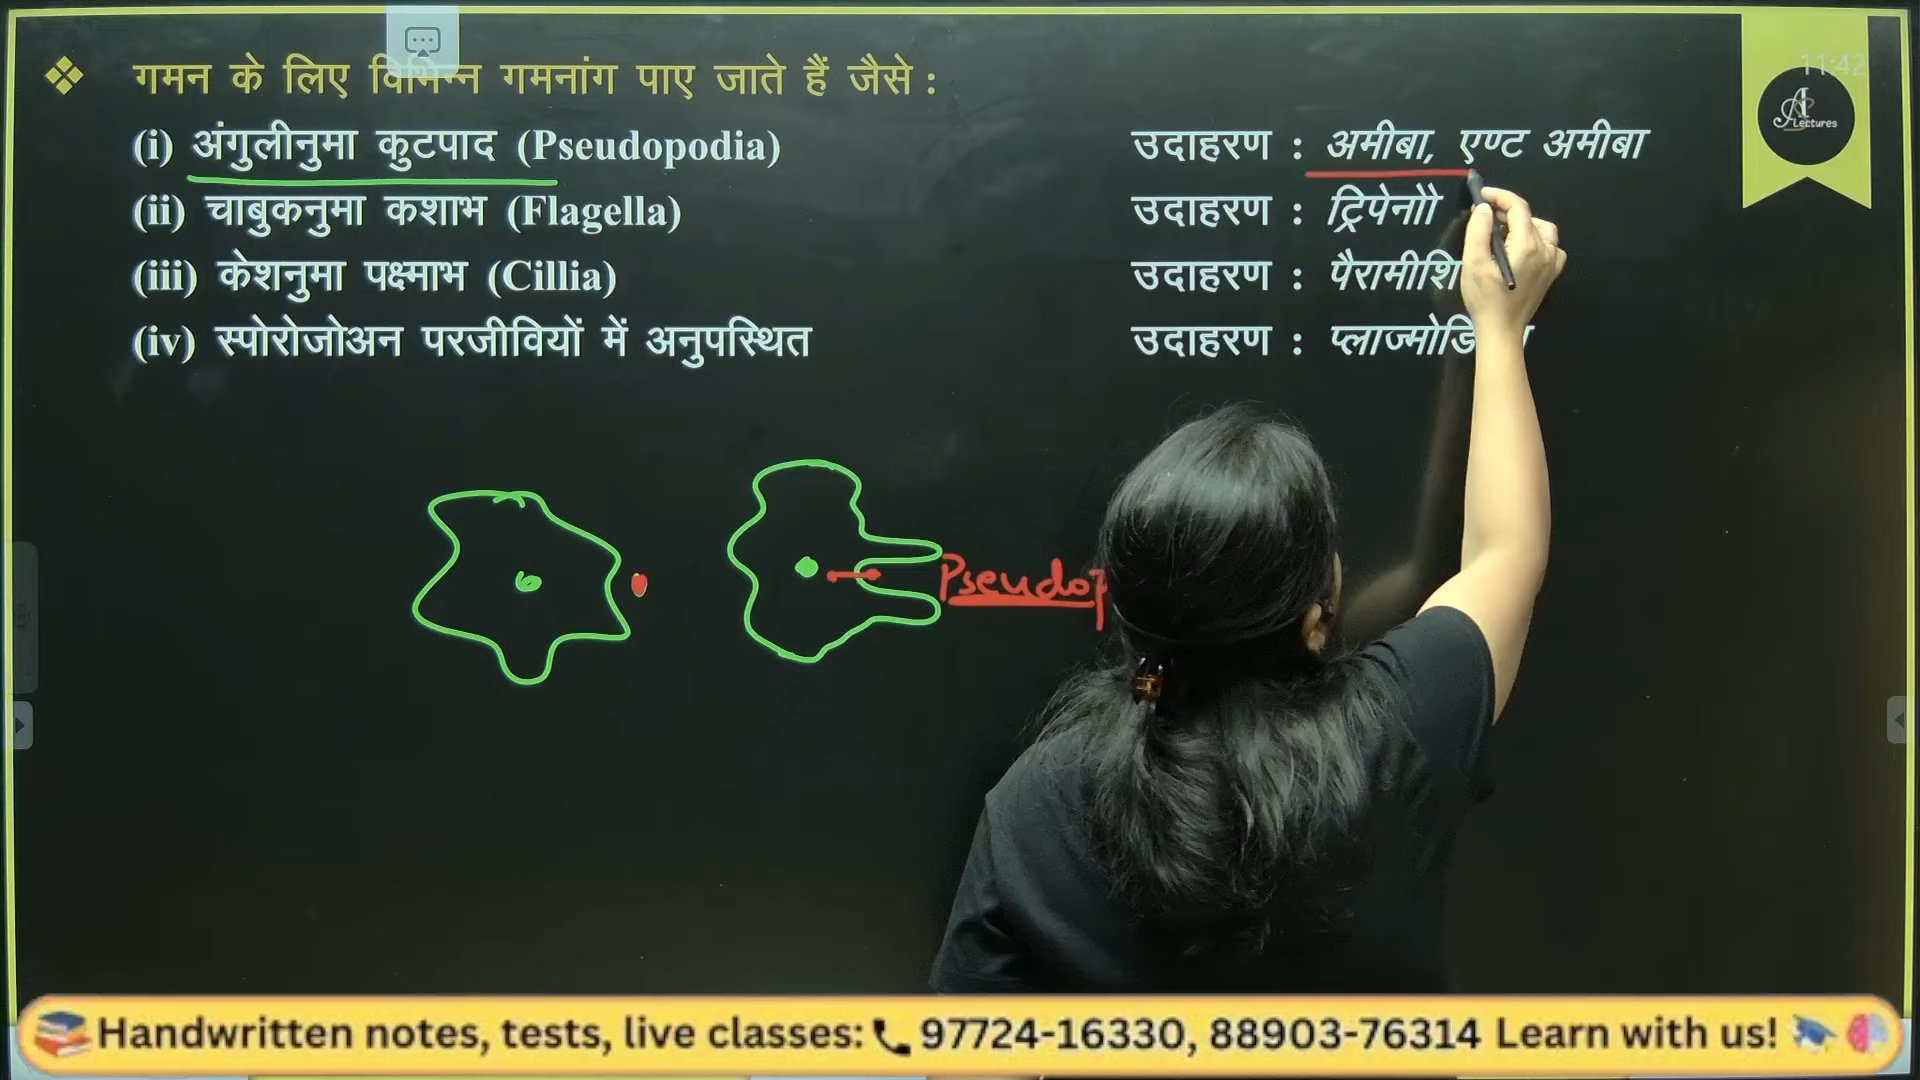 11:42
❖ गमन के लिए विभिन्न गमनांग पाए जाते हैं जैसे :
(i) अंगुलीनुमा कुटपाद (Pseudopodia) उदाहरण : अमीबा, एण्ट अमीबा
(ii) चाबुकनुमा कशाभ (Flagella) उदाहरण : ट्रिपेनो
(iii) केशनुमा पक्ष्माभ (Cillia) उदाहरण :
(iv) स्पोरोजोअन परजीवियों में अनुपस्थित उदाहरण :
Lectures
Handwritten notes, tests, live classes: 97724-16330, 88903-76314 Learn with us!